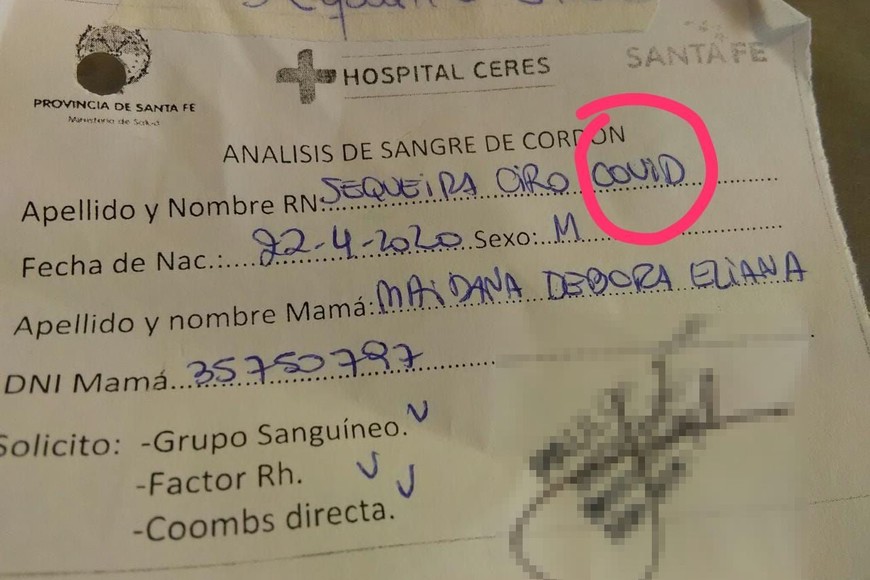 PROVINCIA DE SANTA FE
Ministerio de Salud
HOSPITAL CERES
SANTA FE
ANALISIS DE SANGRE DE CORDÓN
Apellido y Nombre RN: SEQUEIRA CIRO COVID
Fecha de Nac.: 22-4-2020 Sexo: M
Apellido y nombre Mamá: MAIDANA DEBORA ELIANA
DNI Mamá 35750797
Solicito: -Grupo Sanguíneo.
-Factor Rh.
-Coombs directa.